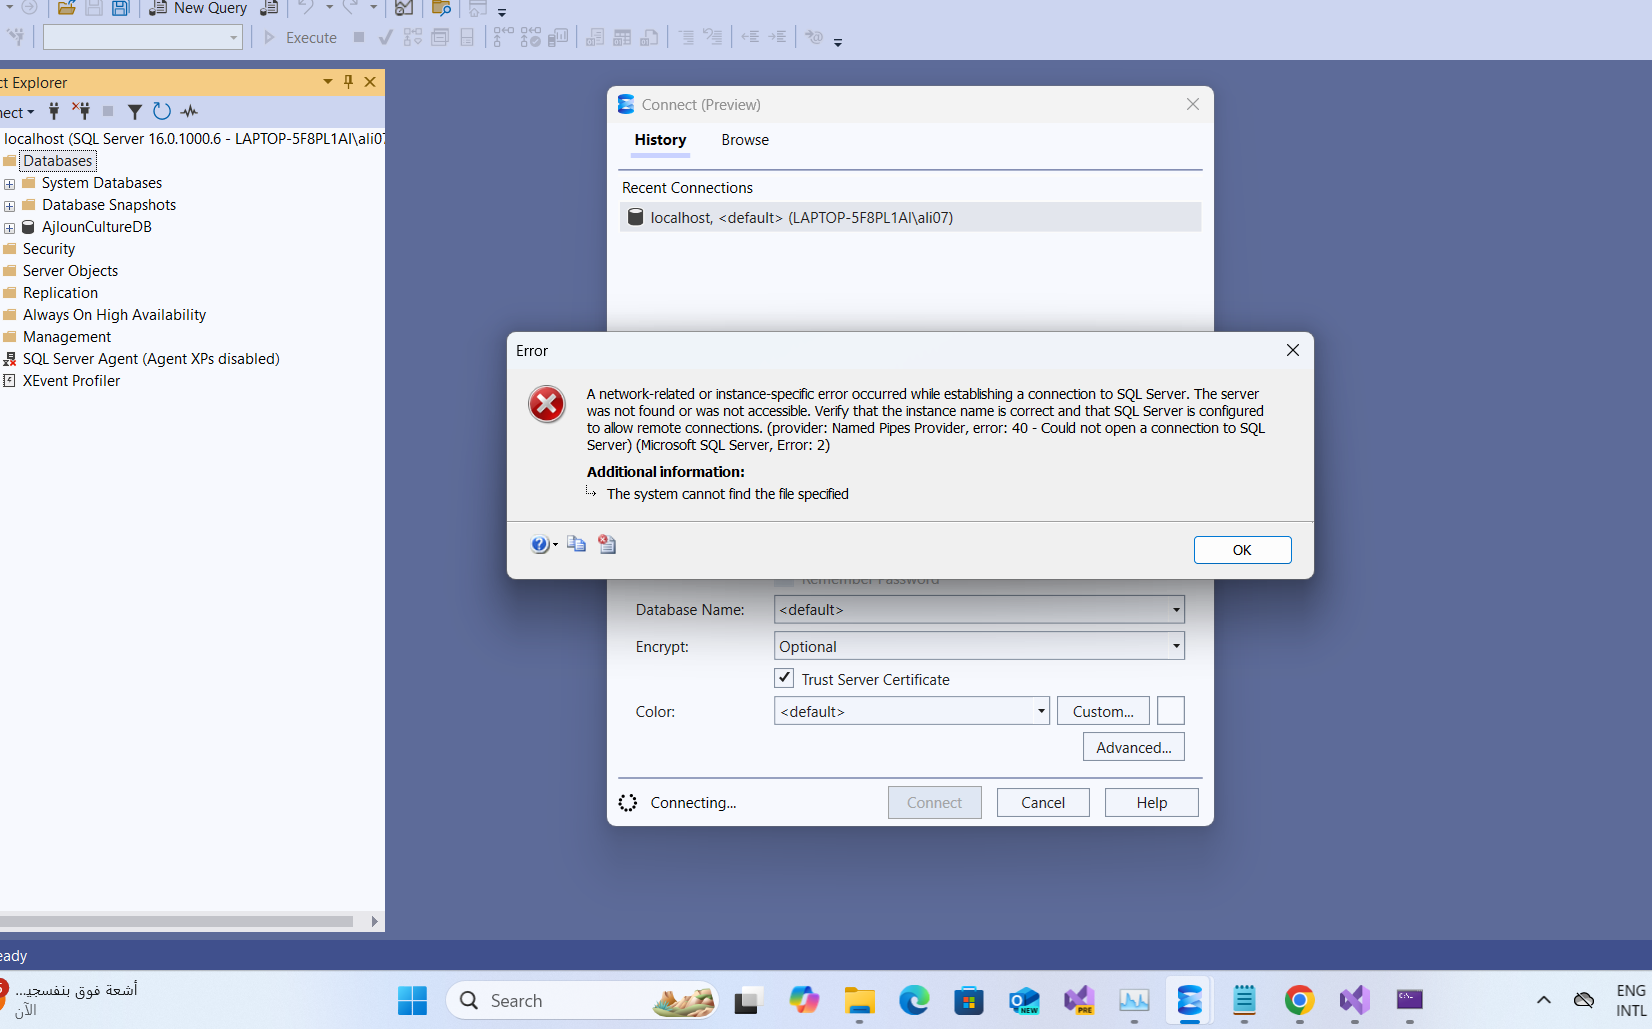 New Query
Execute
ct Explorer
nect
localhost (SQL Server 16.0.1000.6 - LAPTOP-5F8PL1AI\ali07
Databases
System Databases
Database Snapshots
AjlounCultureDB
Security
Server Objects
Replication
Always On High Availability
Management
SQL Server Agent (Agent XPs disabled)
XEvent Profiler
Connect (Preview)
History
Browse
Recent Connections
localhost, <default> (LAPTOP-5F8PL1AI\ali07)
Error
A network-related or instance-specific error occurred while establishing a connection to SQL Server. The server
was not found or was not accessible. Verify that the instance name is correct and that SQL Server is configured
to allow remote connections. (provider: Named Pipes Provider, error: 40 - Could not open a connection to SQL
Server) (Microsoft SQL Server, Error: 2)
Additional information:
The system cannot find the file specified
OK
Remember Password
Database Name:
<default>
Encrypt:
Optional
Trust Server Certificate
Color:
<default>
Custom...
Advanced...
Connecting...
Connect
Cancel
Help
eady
أشعة فوق بنفسجيـ...
الآن
Search
NEW
PRE
ENG
INTL